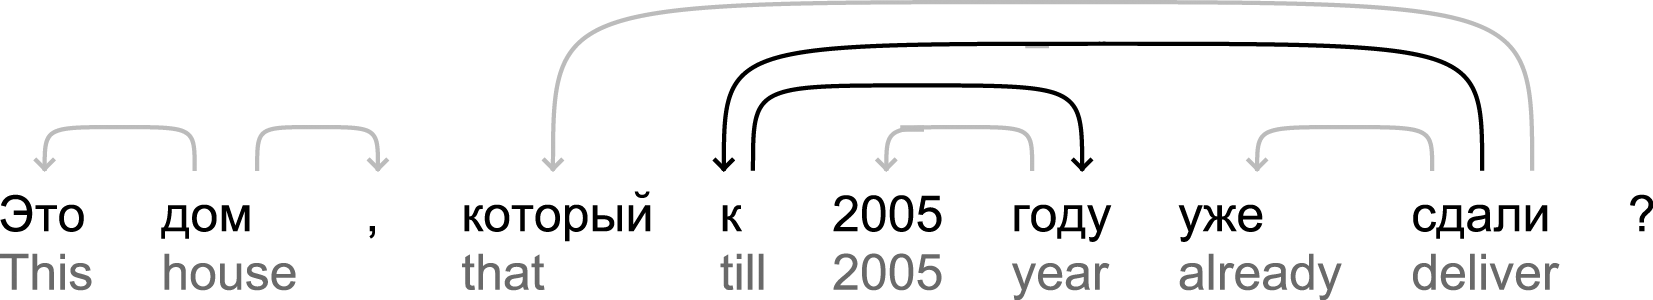 Это дом , который к 2005 году уже сдали ?
This house that till 2005 year already deliver